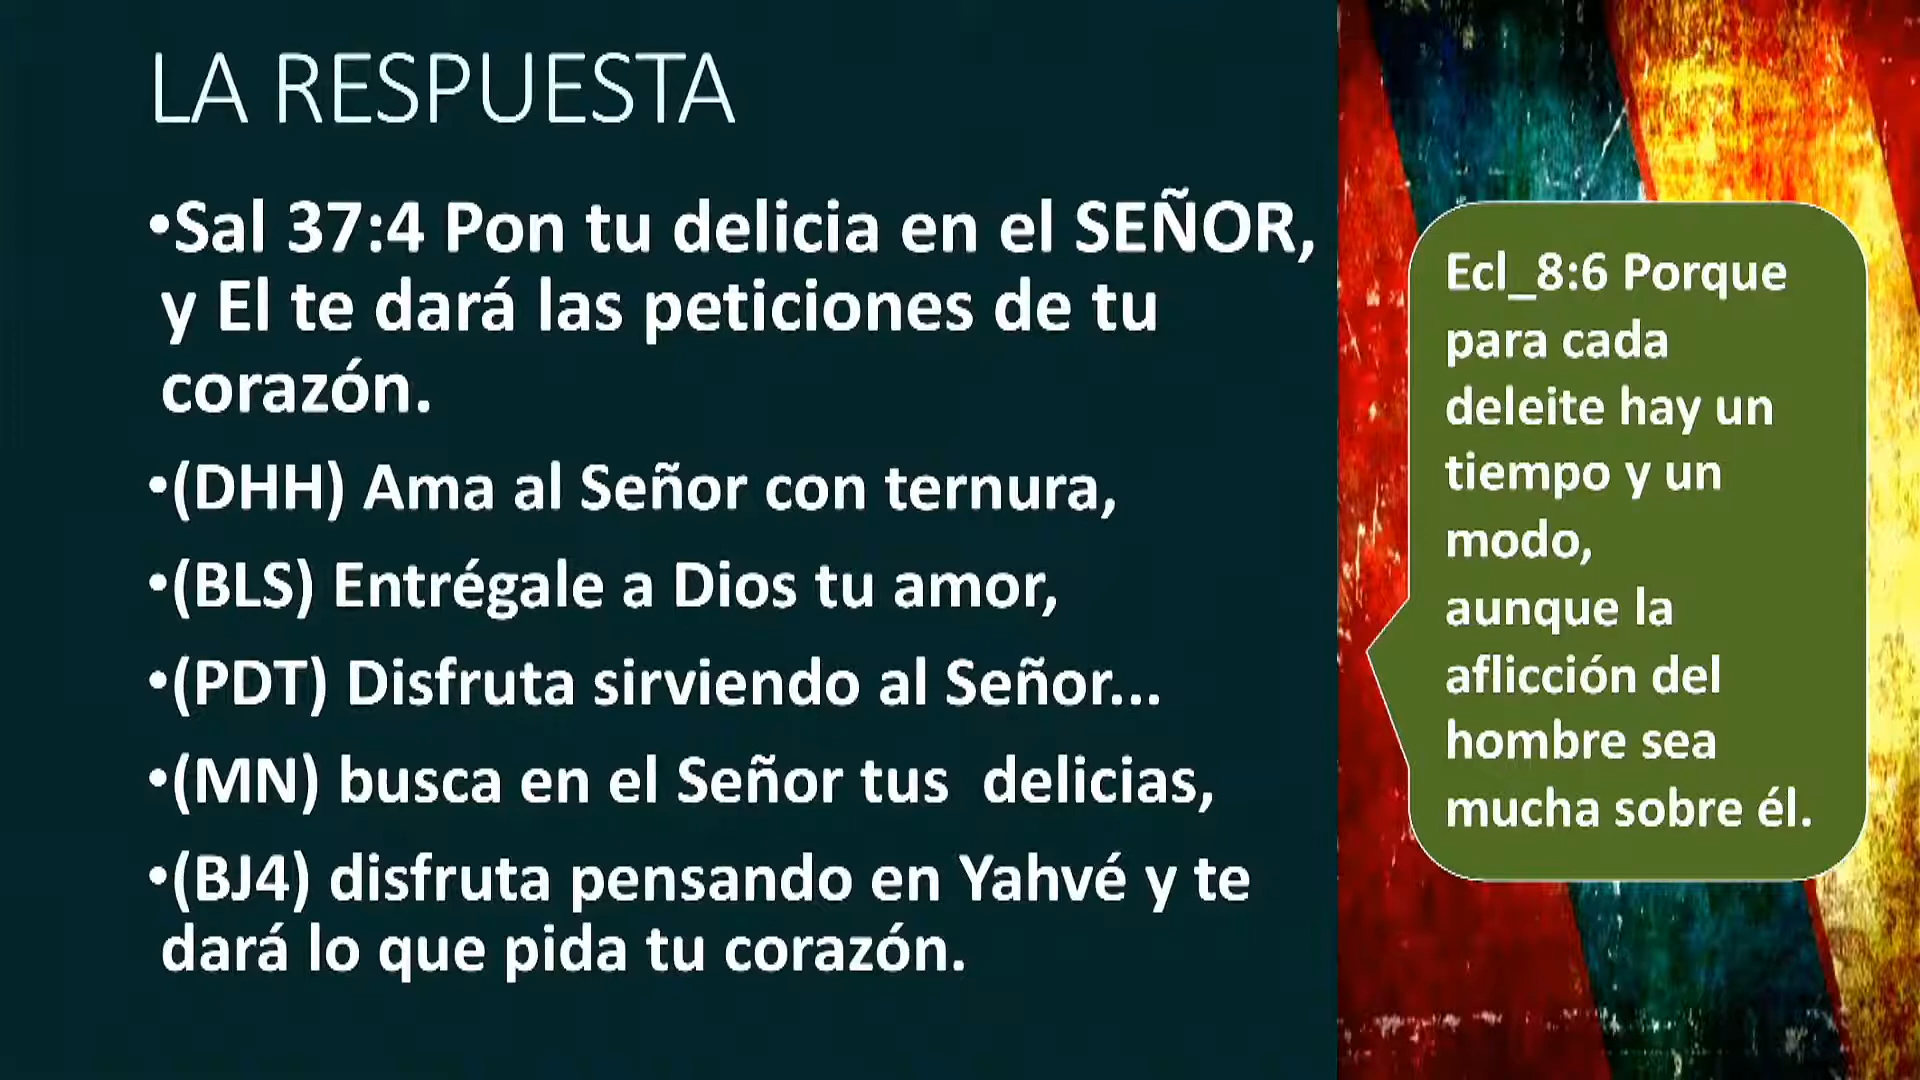 LA RESPUESTA
•Sal 37:4 Pon tu delicia en el SEÑOR,
y El te dará las peticiones de tu
corazón.
•(DHH) Ama al Señor con ternura,
•(BLS) Entrégale a Dios tu amor,
•(PDT) Disfruta sirviendo al Señor...
•(MN) busca en el Señor tus  delicias,
•(BJ4) disfruta pensando en Yahvé y te
dará lo que pida tu corazón.
Ecl_8:6 Porque
para cada
deleite hay un
tiempo y un
modo,
aunque la
aflicción del
hombre sea
mucha sobre él.